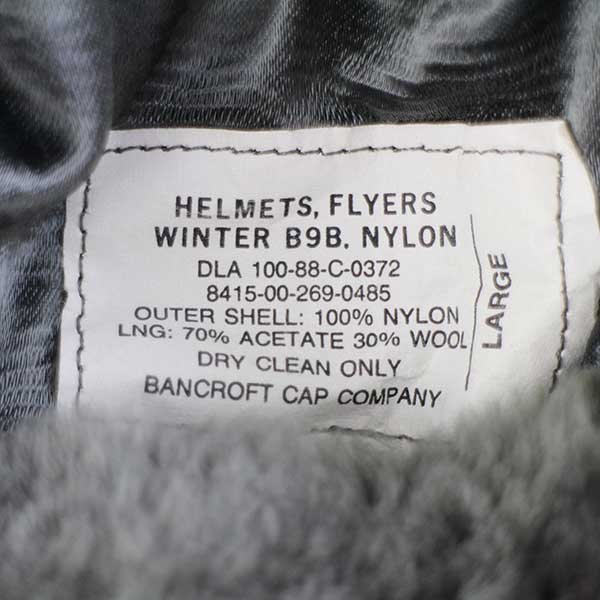 HELMETS, FLYERS
WINTER B9B, NYLON
DLA 100-88-C-0372
8415-00-269-0485
OUTER SHELL: 100% NYLON
LNG: 70% ACETATE 30% WOOL
DRY CLEAN ONLY
BANCROFT CAP COMPANY
LARGE